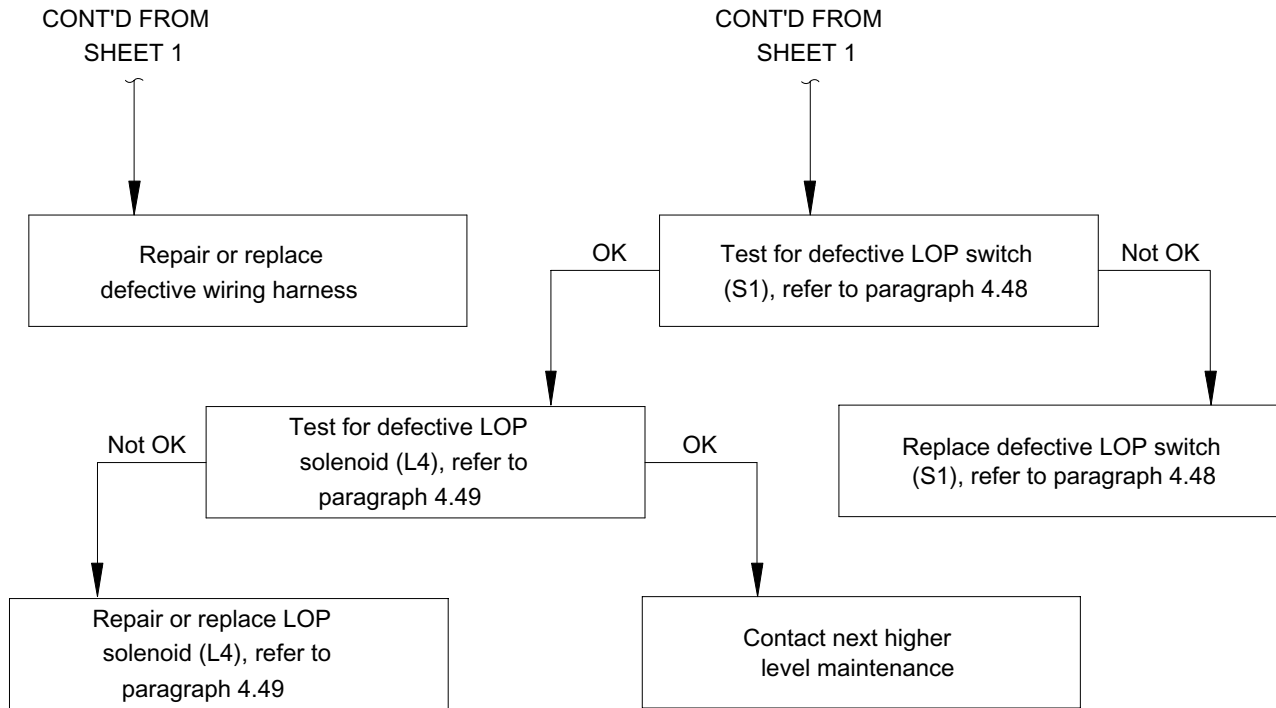 CONT'D FROM
SHEET 1
CONT'D FROM
SHEET 1
Repair or replace
defective wiring harness
OK
Test for defective LOP switch
(S1), refer to paragraph 4.48
Not OK
Not OK
Test for defective LOP
solenoid (L4), refer to
paragraph 4.49
OK
Replace defective LOP switch
(S1), refer to paragraph 4.48
Repair or replace LOP
solenoid (L4), refer to
paragraph 4.49
Contact next higher
level maintenance